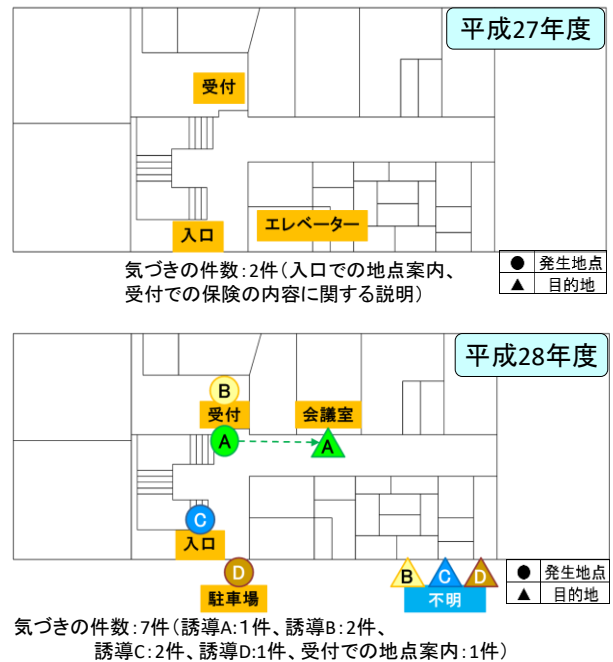 平成27年度
受付
エレベーター
入口
気づきの件数:2件(入口での地点案内、
受付での保険の内容に関する説明)
● 発生地点
▲ 目的地
平成28年度
B
受付
会議室
A
A
C
入口
D
駐車場
B C D
不明
● 発生地点
▲ 目的地
気づきの件数:7件(誘導A:1件、誘導B:2件、
誘導C:2件、誘導D:1件、受付での地点案内:1件)